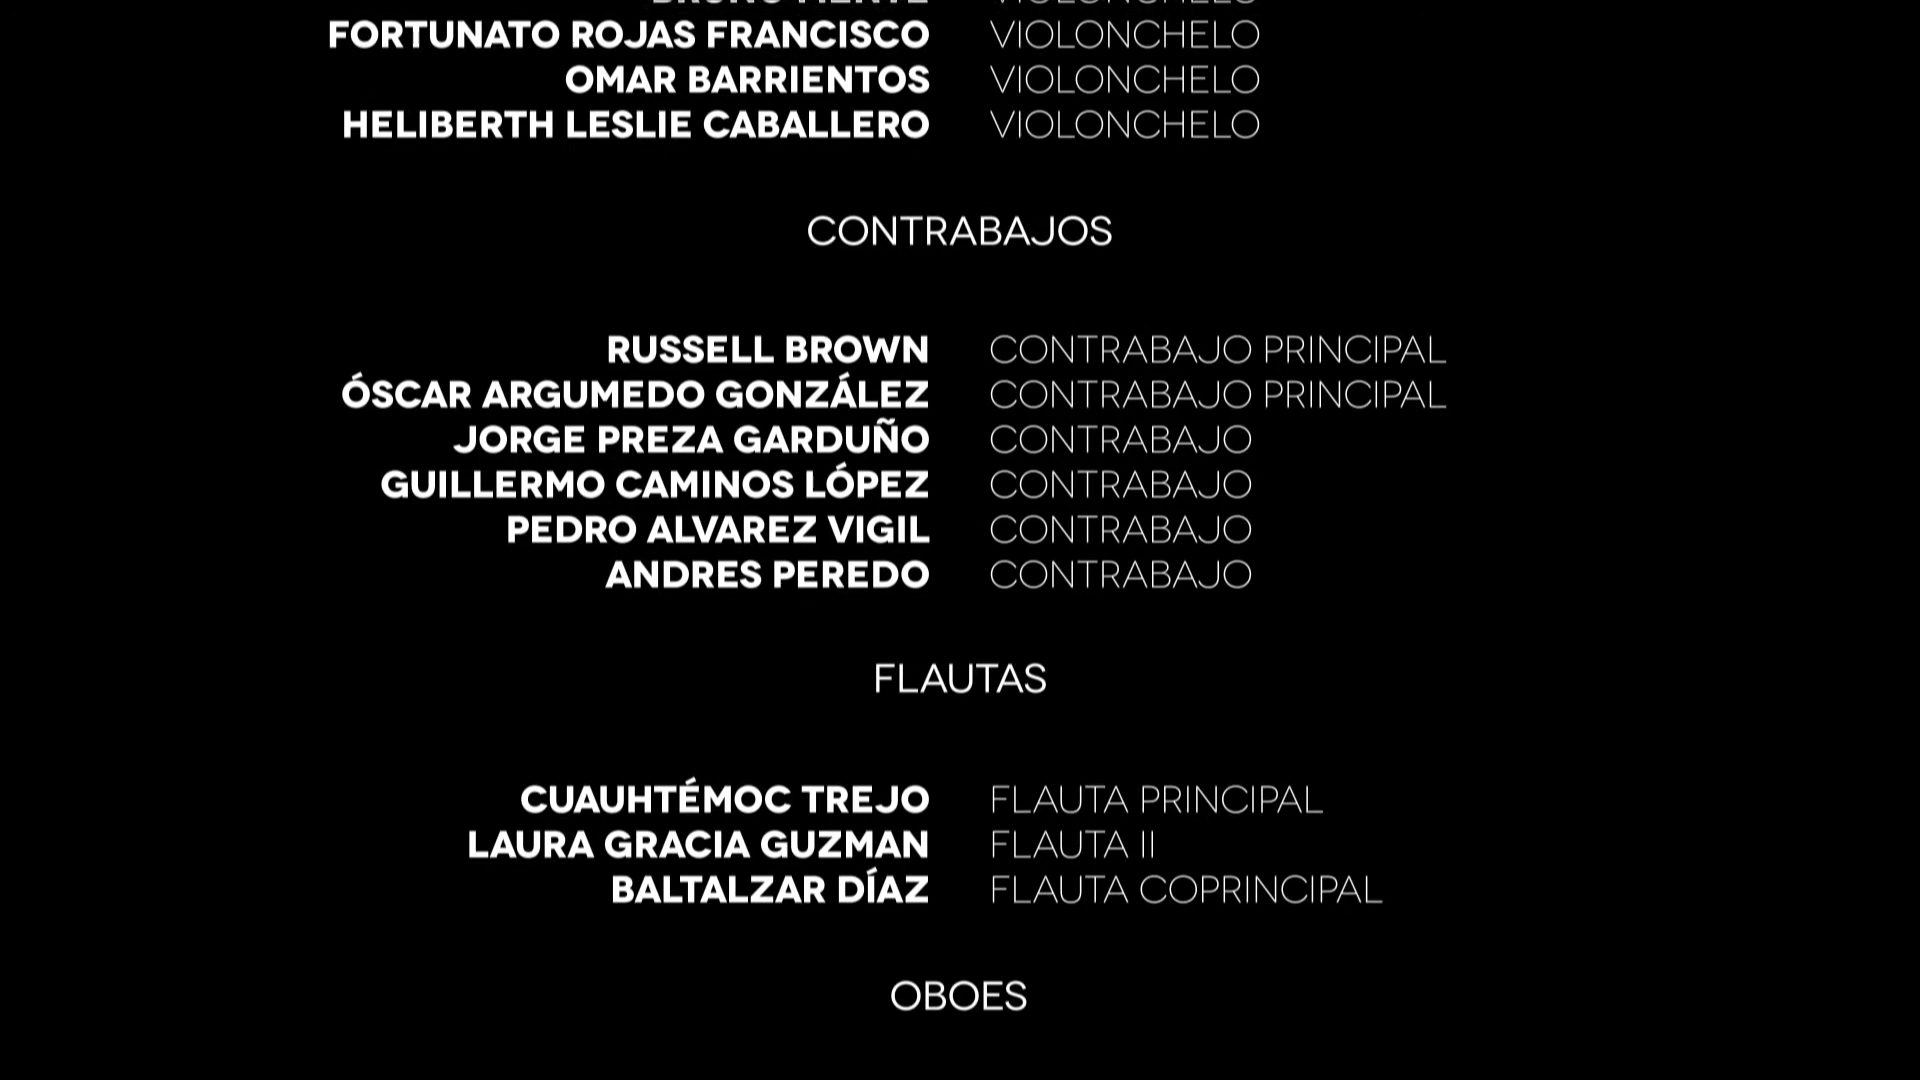 FORTUNATO ROJAS FRANCISCO VIOLONCHELO
OMAR BARRIENTOS VIOLONCHELO
HELIBERTH LESLIE CABALLERO VIOLONCHELO
CONTRABAJOS
RUSSELL BROWN CONTRABAJO PRINCIPAL
ÓSCAR ARGUMEDO GONZÁLEZ CONTRABAJO PRINCIPAL
JORGE PREZA GARDUÑO CONTRABAJO
GUILLERMO CAMINOS LÓPEZ CONTRABAJO
PEDRO ALVAREZ VIGIL CONTRABAJO
ANDRES PEREDO CONTRABAJO
FLAUTAS
CUAUHTÉMOC TREJO FLAUTA PRINCIPAL
LAURA GRACIA GUZMAN FLAUTA II
BALTALZAR DÍAZ FLAUTA COPRINCIPAL
OBOES